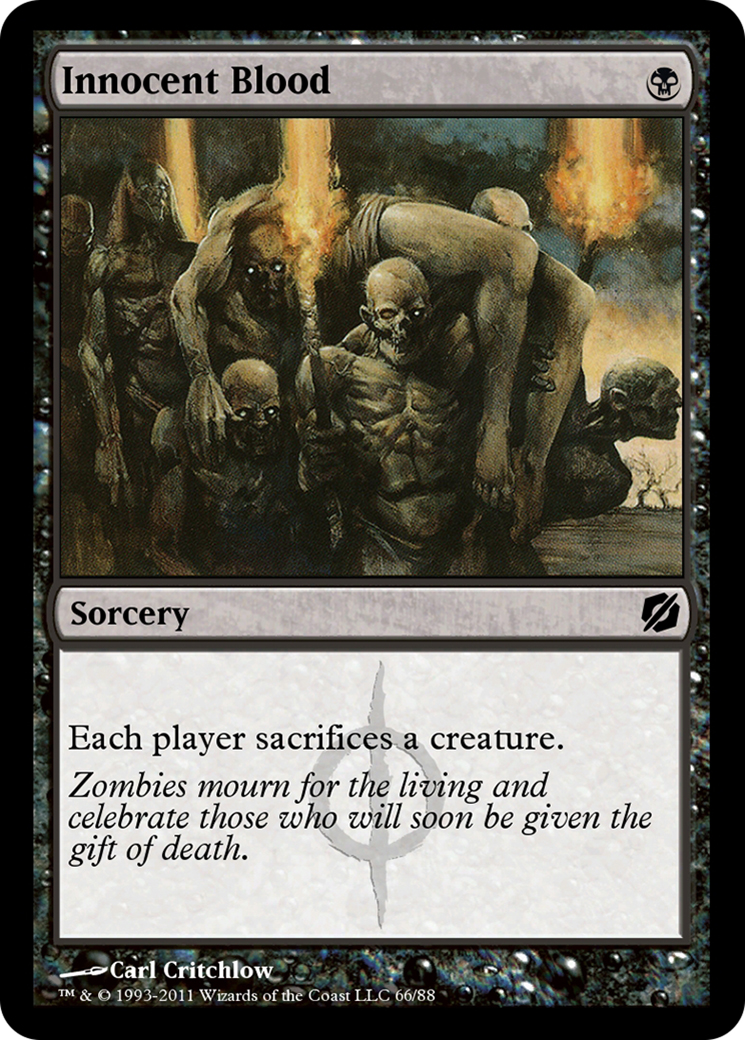 Innocent Blood
Sorcery
Each player sacrifices a creature.
Zombies mourn for the living and
celebrate those who will soon be given the
gift of death.
Carl Critchlow
™ & © 1993-2011 Wizards of the Coast LLC 66/88